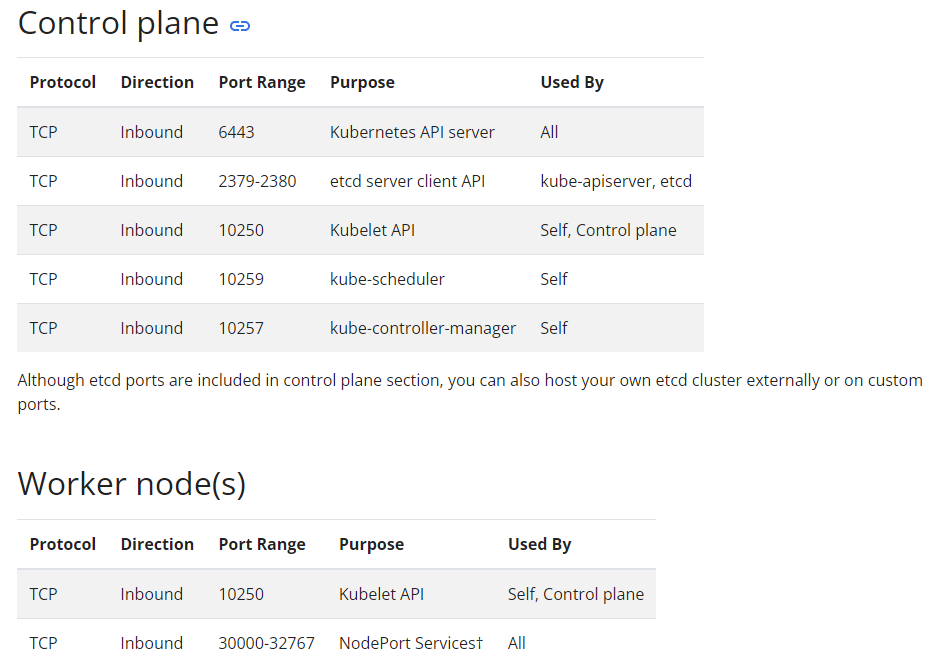 Control plane
Protocol Direction Port Range Purpose Used By
TCP Inbound 6443 Kubernetes API server All
TCP Inbound 2379-2380 etcd server client API kube-apiserver, etcd
TCP Inbound 10250 Kubelet API Self, Control plane
TCP Inbound 10259 kube-scheduler Self
TCP Inbound 10257 kube-controller-manager Self
Although etcd ports are included in control plane section, you can also host your own etcd cluster externally or on custom
ports.
Worker node(s)
Protocol Direction Port Range Purpose Used By
TCP Inbound 10250 Kubelet API Self, Control plane
TCP Inbound 30000-32767 NodePort Services† All